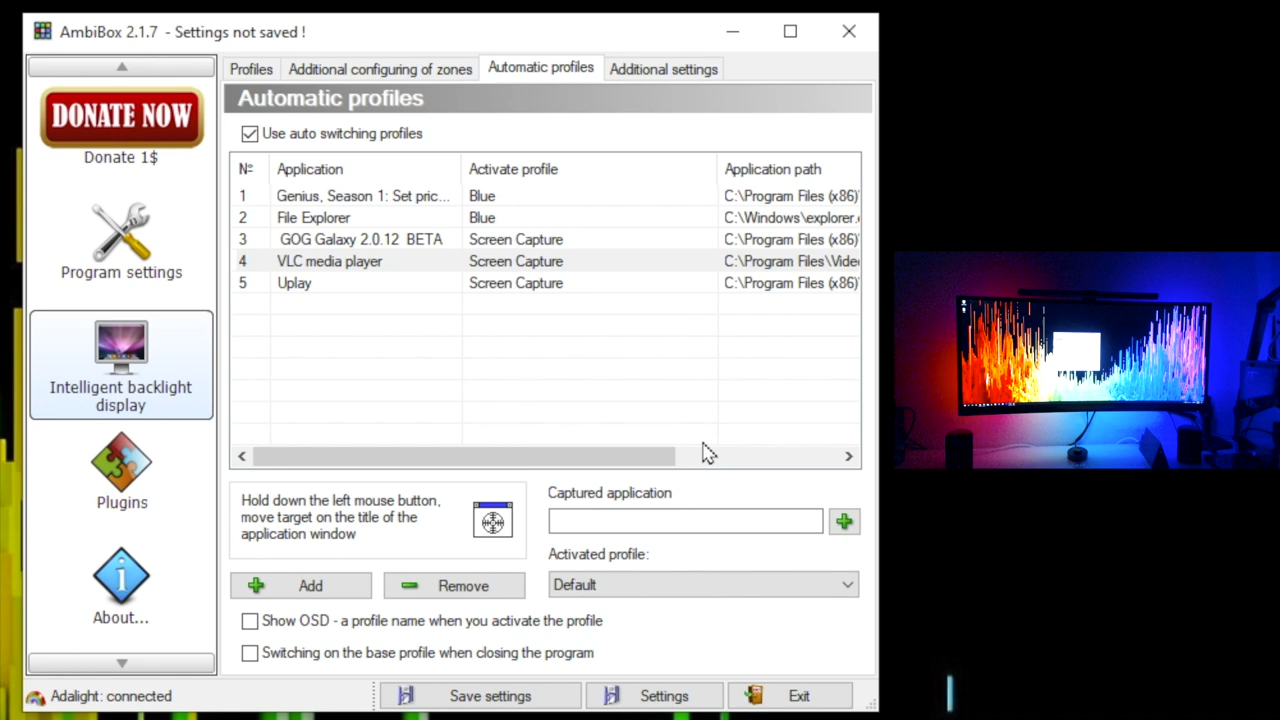 AmbiBox 2.1.7 - Settings not saved !
DONATE NOW
Donate 1$
Program settings
Intelligent backlight
display
Plugins
About...
Profiles
Additional configuring of zones
Automatic profiles
Additional settings
Automatic profiles
Use auto switching profiles
Nº Application Activate profile Application path
1 Genius, Season 1: Set pric... Blue C:\Program Files (x86)\
2 File Explorer Blue C:\Windows\explorer.e
3 GOG Galaxy 2.0.12 BETA Screen Capture C:\Program Files (x86)\
4 VLC media player Screen Capture C:\Program Files\Vide
5 Uplay Screen Capture C:\Program Files (x86)\
Hold down the left mouse button,
move target on the title of the
application window
Captured application
Activated profile:
Default
Add
Remove
Show OSD - a profile name when you activate the profile
Switching on the base profile when closing the program
Adalight: connected
Save settings
Settings
Exit